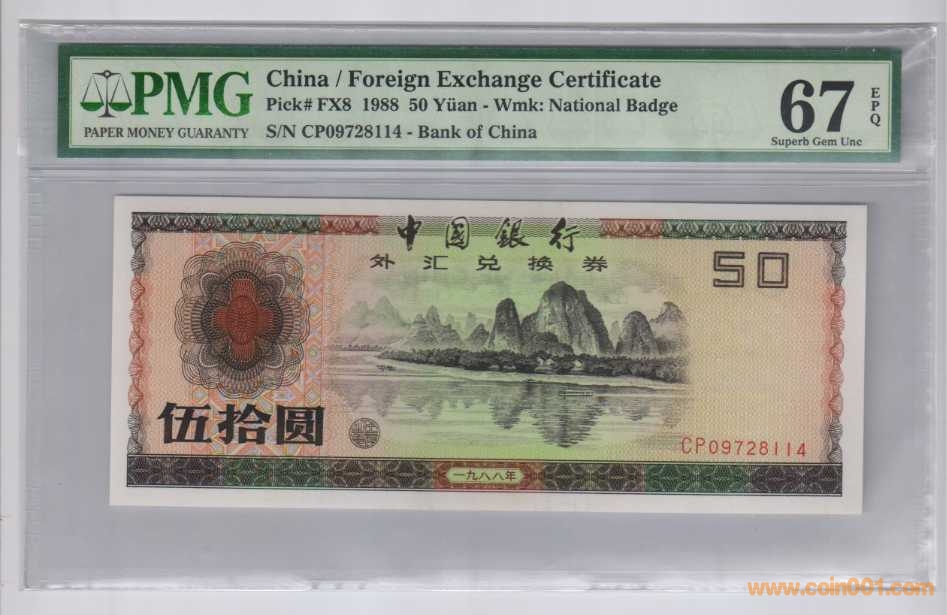 PMG
PAPER MONEY GUARANTY
China / Foreign Exchange Certificate
Pick# FX8 1988 50 Yüan - Wmk: National Badge
S/N CP09728114 - Bank of China
67
EPQ
Superb Gem Unc
中国銀行
外汇兑换券
50
伍拾圆
CP09728114
一九八八年
www.coin001.com